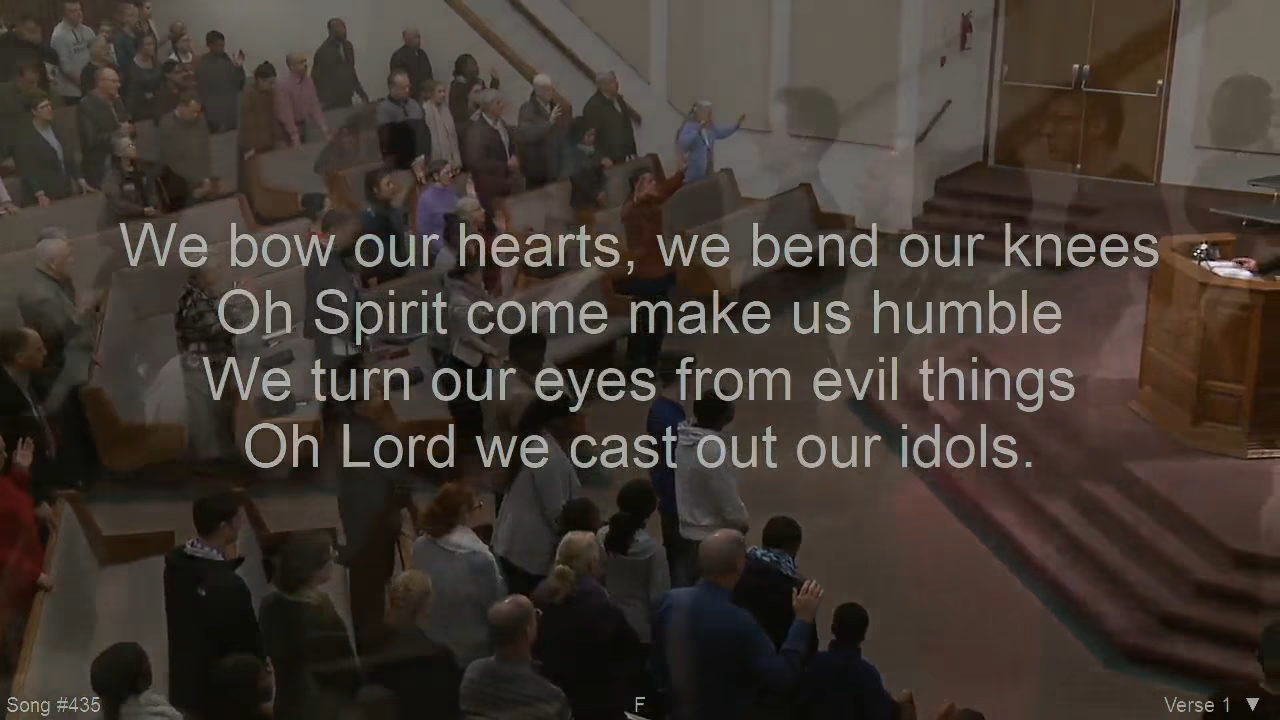 We bow our hearts, we bend our knees
Oh Spirit come make us humble
We turn our eyes from evil things
Oh Lord we cast out our idols.
Song #435
F
Verse 1 ▼